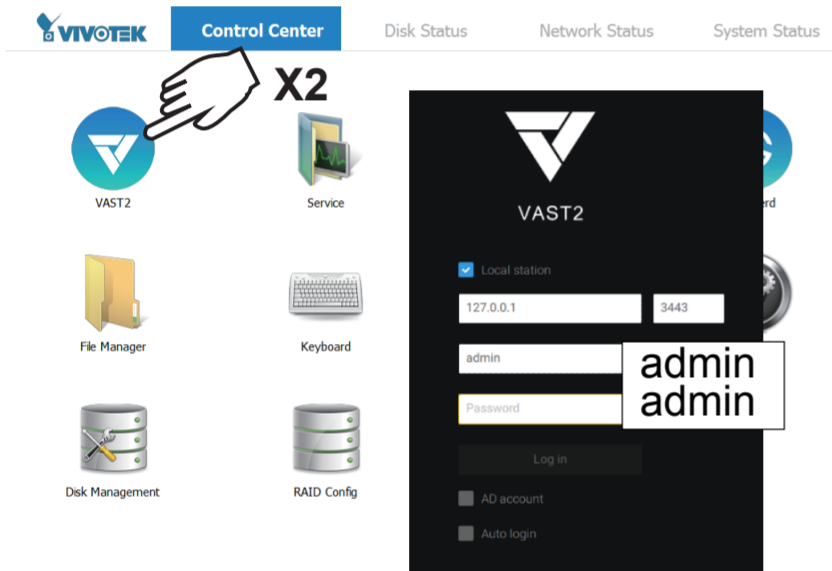 VIVOTEK
Control Center
Disk Status
Network Status
System Status
X2
VAST2
Service
VAST2
Local station
127.0.0.1
3443
File Manager
Keyboard
admin
admin
Password
admin
Log in
Disk Management
RAID Config
AD account
Auto login